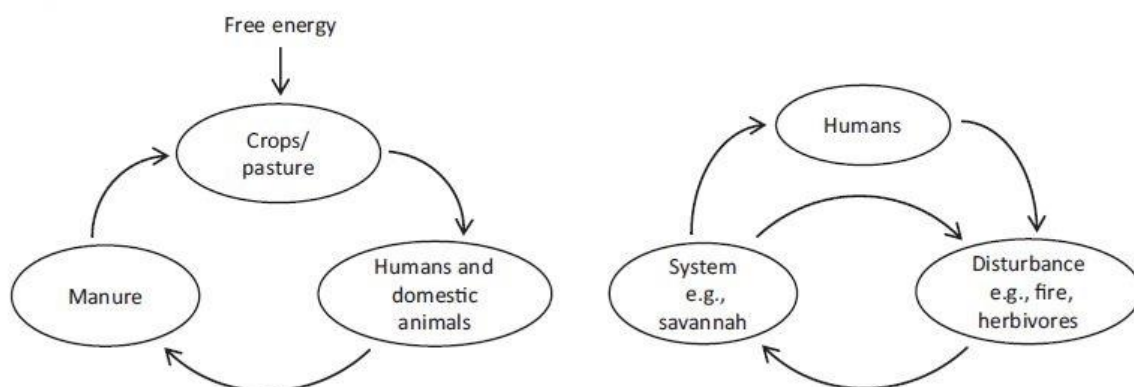 Free energy
Crops/
pasture
Manure
Humans and
domestic
animals
Humans
System
e.g.,
savannah
Disturbance
e.g., fire,
herbivores